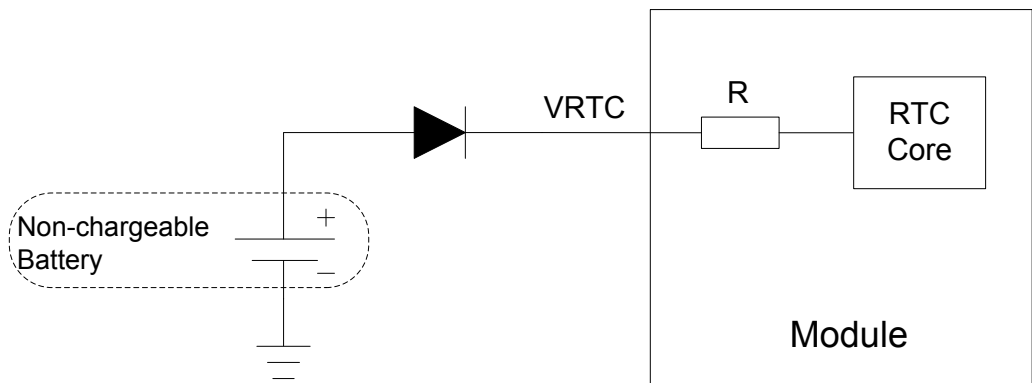 VRTC
R
RTC
Core
Non-chargeable
Battery
+
−
Module